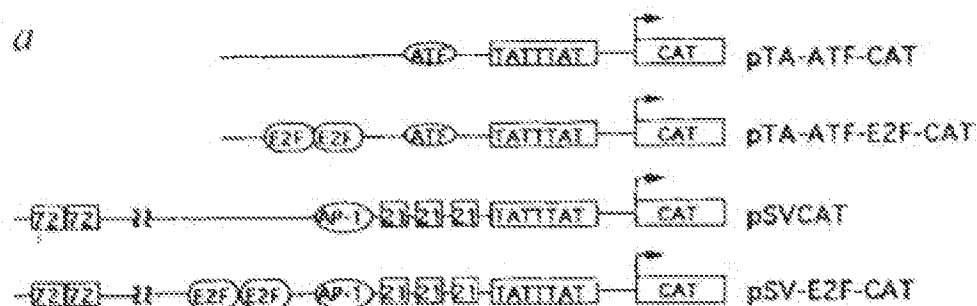 a
ATF TATTTAT CAT pTA-ATF-CAT
E2F E2F ATF TATTTAT CAT pTA-ATF-E2F-CAT
72 72 AP-1 21 21 21 TATTTAT CAT pSVCAT
72 72 E2F E2F AP-1 21 21 21 TATTTAT CAT pSV-E2F-CAT